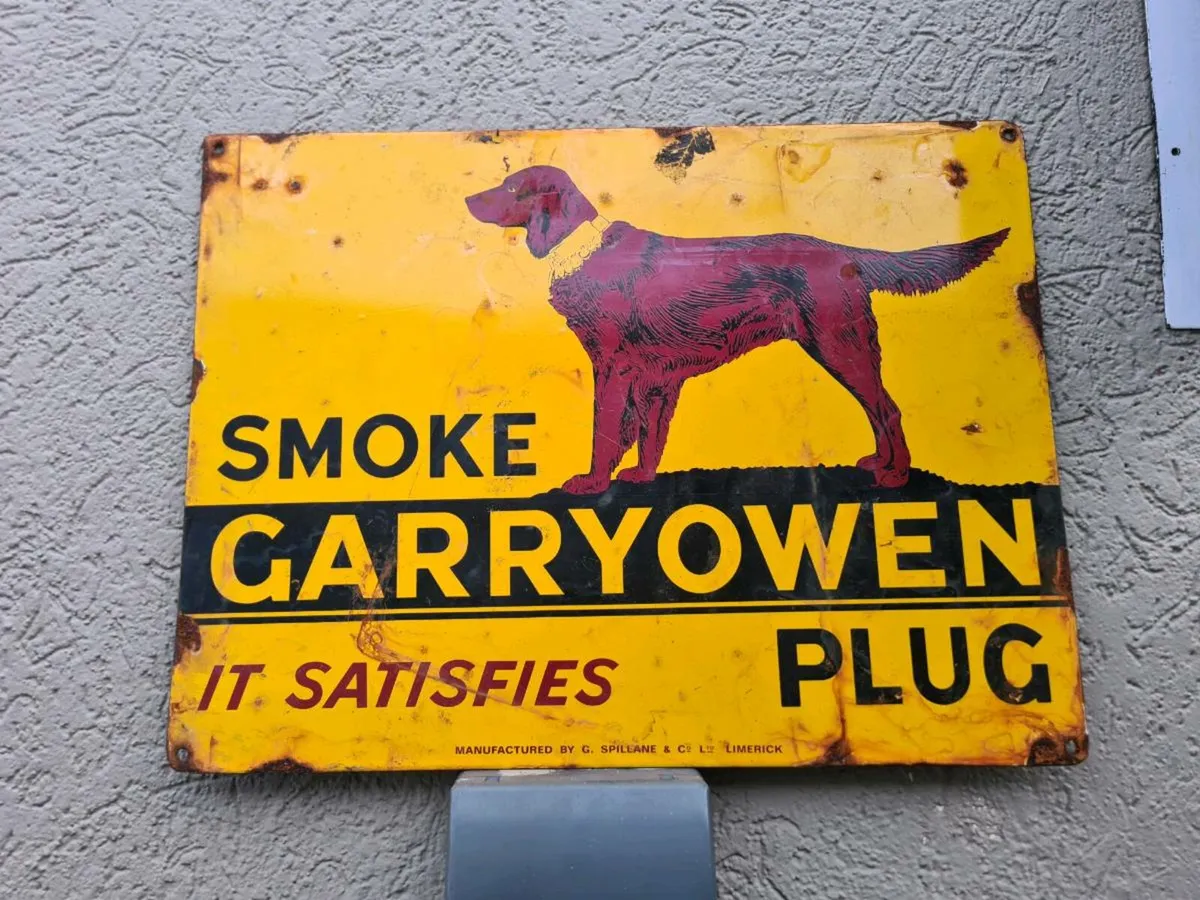 SMOKE
GARRYOWEN
PLUG
IT SATISFIES
MANUFACTURED BY G. SPILLANE & Co LTD LIMERICK